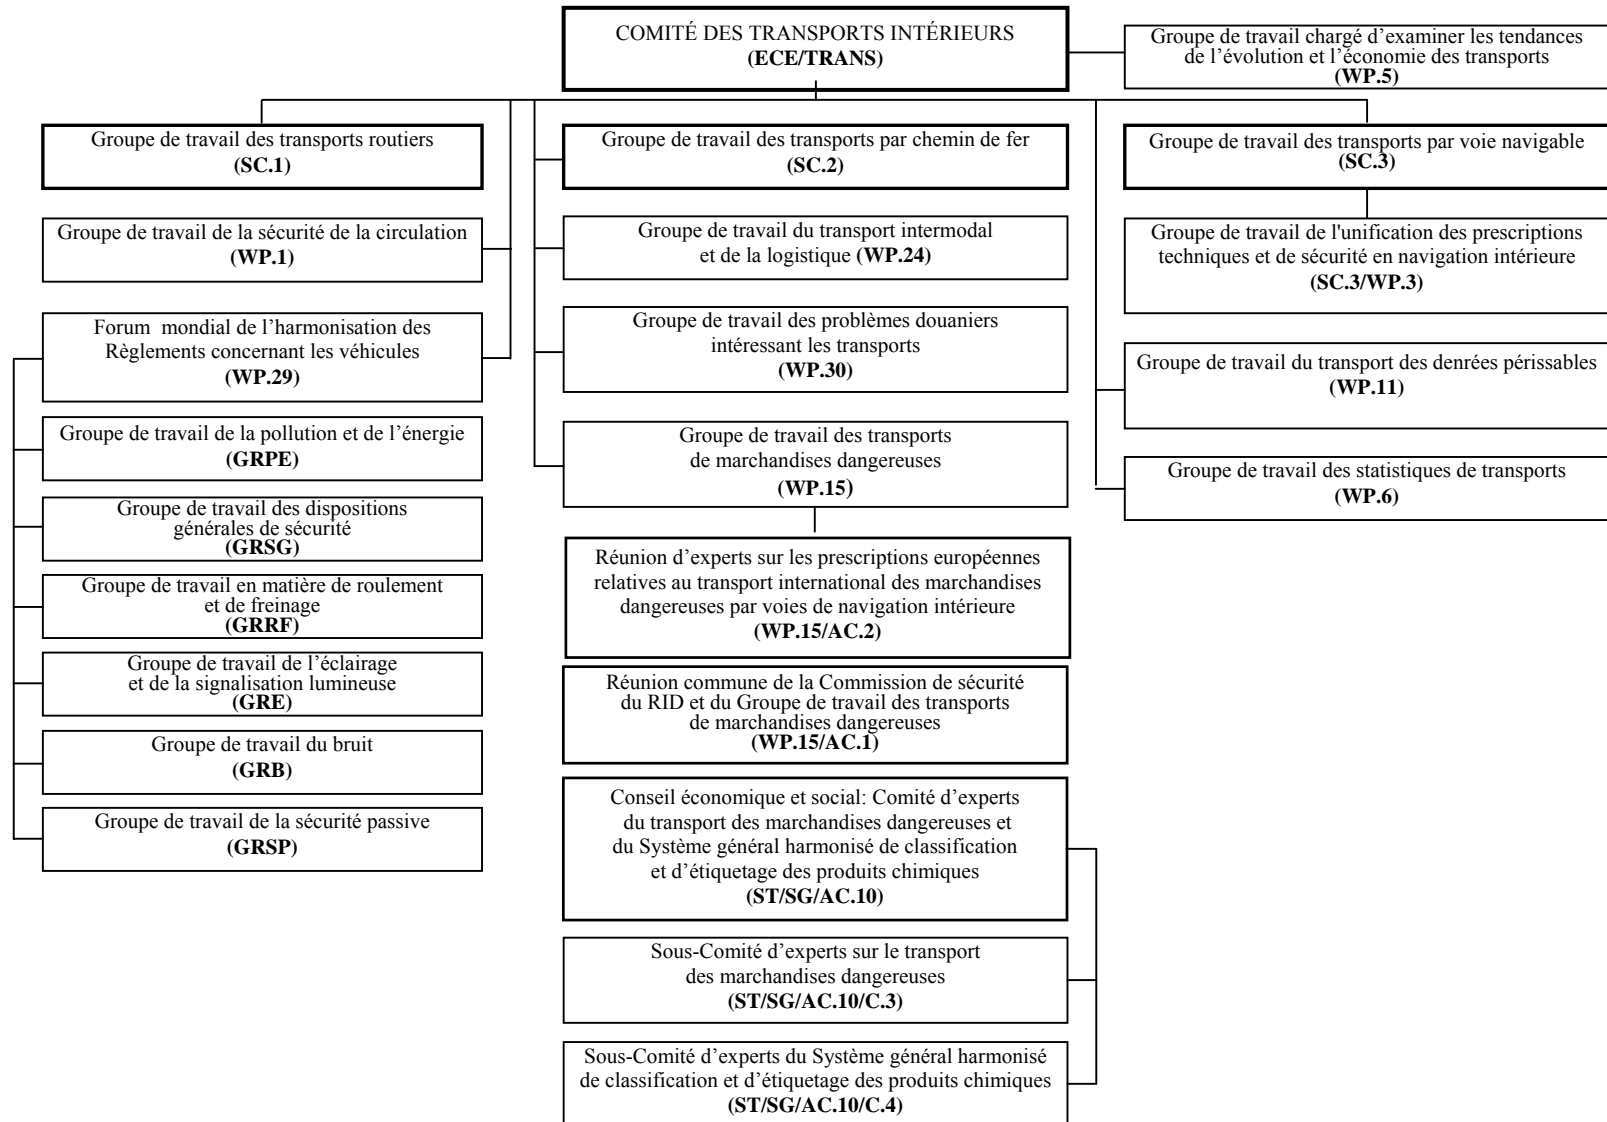 COMITÉ DES TRANSPORTS INTÉRIEURS
(ECE/TRANS)
Groupe de travail chargé d’examiner les tendances
de l’évolution et l’économie des transports
(WP.5)
Groupe de travail des transports routiers
(SC.1)
Groupe de travail de la sécurité de la circulation
(WP.1)
Forum mondial de l’harmonisation des
Règlements concernant les véhicules
(WP.29)
Groupe de travail de la pollution et de l’énergie
(GRPE)
Groupe de travail des dispositions
générales de sécurité
(GRSG)
Groupe de travail en matière de roulement
et de freinage
(GRRF)
Groupe de travail de l’éclairage
et de la signalisation lumineuse
(GRE)
Groupe de travail du bruit
(GRB)
Groupe de travail de la sécurité passive
(GRSP)
Groupe de travail des transports par chemin de fer
(SC.2)
Groupe de travail du transport intermodal
et de la logistique (WP.24)
Groupe de travail des problèmes douaniers
intéressant les transports
(WP.30)
Groupe de travail des transports
de marchandises dangereuses
(WP.15)
Réunion d’experts sur les prescriptions européennes
relatives au transport international des marchandises
dangereuses par voies de navigation intérieure
(WP.15/AC.2)
Réunion commune de la Commission de sécurité
du RID et du Groupe de travail des transports
de marchandises dangereuses
(WP.15/AC.1)
Conseil économique et social: Comité d’experts
du transport des marchandises dangereuses et
du Système général harmonisé de classification
et d’étiquetage des produits chimiques
(ST/SG/AC.10)
Sous-Comité d’experts sur le transport
des marchandises dangereuses
(ST/SG/AC.10/C.3)
Sous-Comité d’experts du Système général harmonisé
de classification et d’étiquetage des produits chimiques
(ST/SG/AC.10/C.4)
Groupe de travail des transports par voie navigable
(SC.3)
Groupe de travail de l'unification des prescriptions
techniques et de sécurité en navigation intérieure
(SC.3/WP.3)
Groupe de travail du transport des denrées périssables
(WP.11)
Groupe de travail des statistiques de transports
(WP.6)